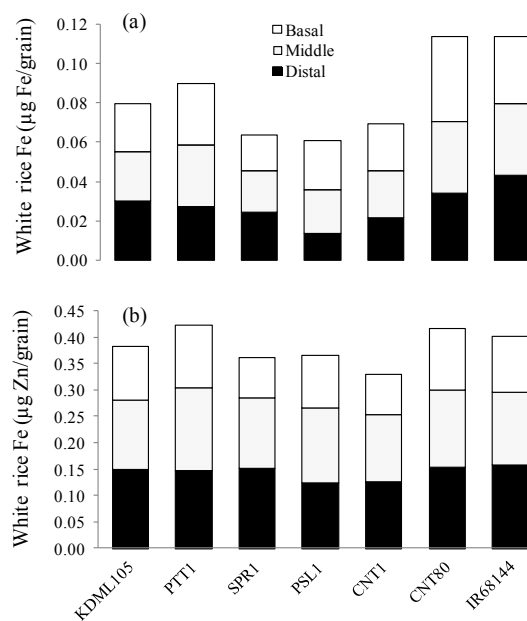 (a)
Basal
Middle
Distal
White rice Fe (µg Fe/grain)
0.12
0.10
0.08
0.06
0.04
0.02
0.00
(b)
White rice Fe (µg Zn/grain)
0.45
0.40
0.35
0.30
0.25
0.20
0.15
0.10
0.05
0.00
KDML105
PTT1
SPR1
PSL1
CNT1
CNT80
IR68144